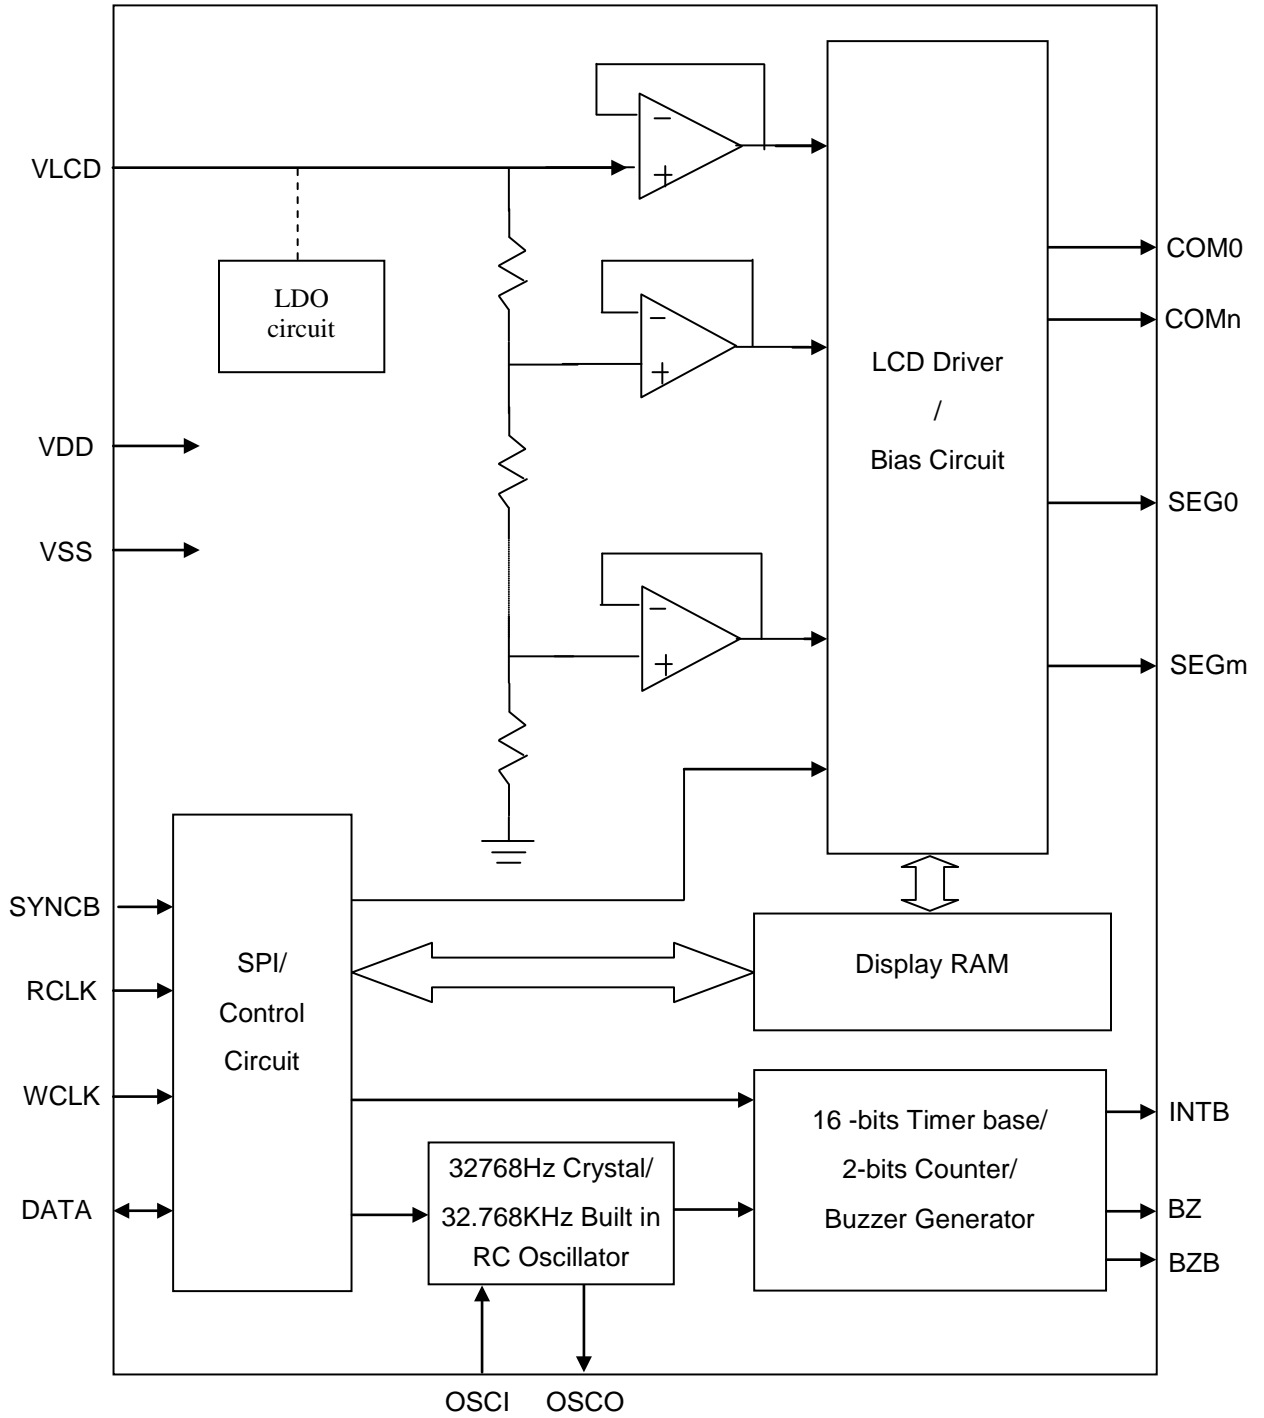 VLCD
LDO
circuit
VDD
VSS
−
+
−
+
−
+
LCD Driver
/
Bias Circuit
COM0
COMn
SEG0
SEGm
SYNCB
RCLK
WCLK
DATA
SPI/
Control
Circuit
Display RAM
32768Hz Crystal/
32.768KHz Built in
RC Oscillator
16 -bits Timer base/
2-bits Counter/
Buzzer Generator
INTB
BZ
BZB
OSCI
OSCO